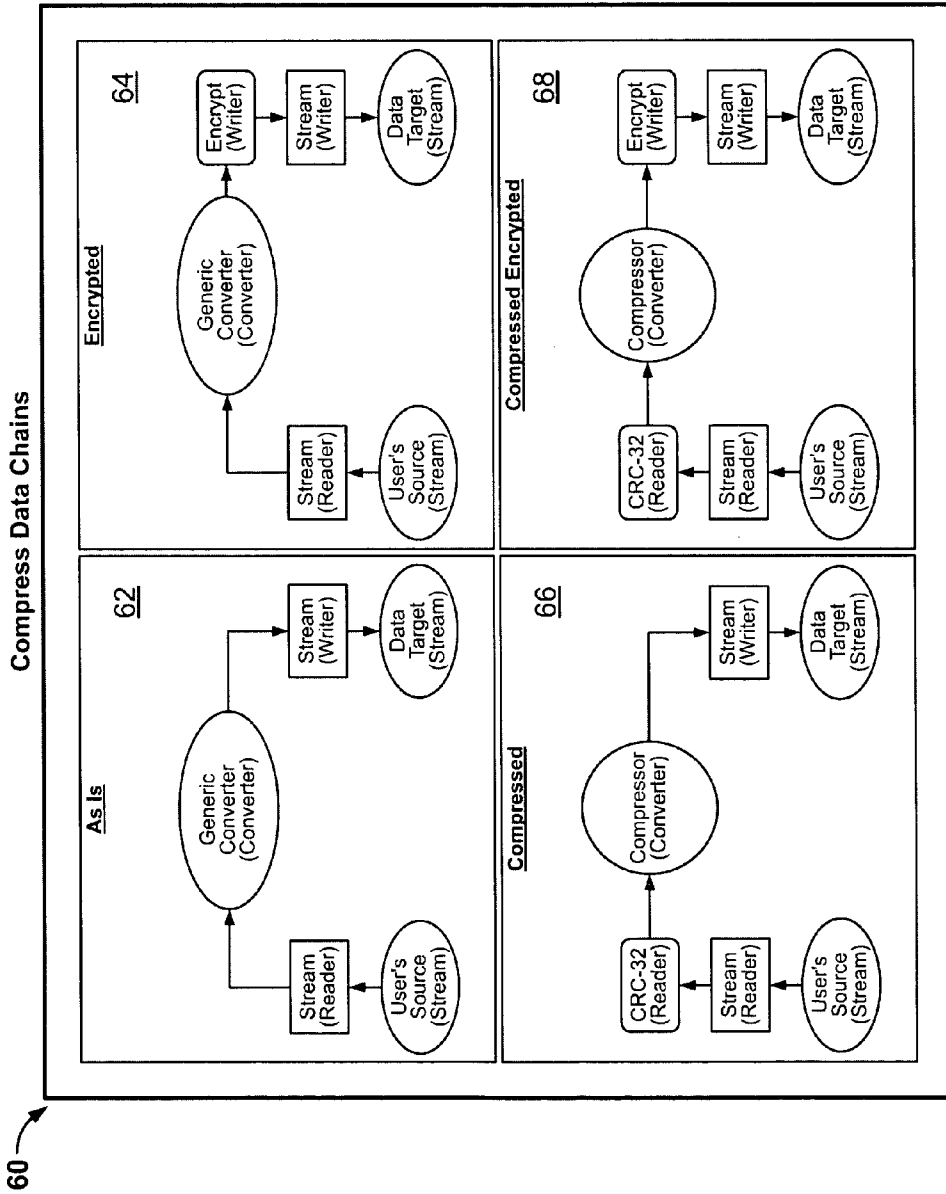 Compress Data Chains
60
As Is
62
User's
Source
(Stream)
Stream
(Reader)
Generic
Converter
(Converter)
Stream
(Writer)
Data
Target
(Stream)
Encrypted
64
User's
Source
(Stream)
Stream
(Reader)
Generic
Converter
(Converter)
Encrypt
(Writer)
Stream
(Writer)
Data
Target
(Stream)
Compressed
66
User's
Source
(Stream)
Stream
(Reader)
CRC-32
(Reader)
Compressor
(Converter)
Stream
(Writer)
Data
Target
(Stream)
Compressed Encrypted
68
User's
Source
(Stream)
Stream
(Reader)
CRC-32
(Reader)
Compressor
(Converter)
Encrypt
(Writer)
Stream
(Writer)
Data
Target
(Stream)